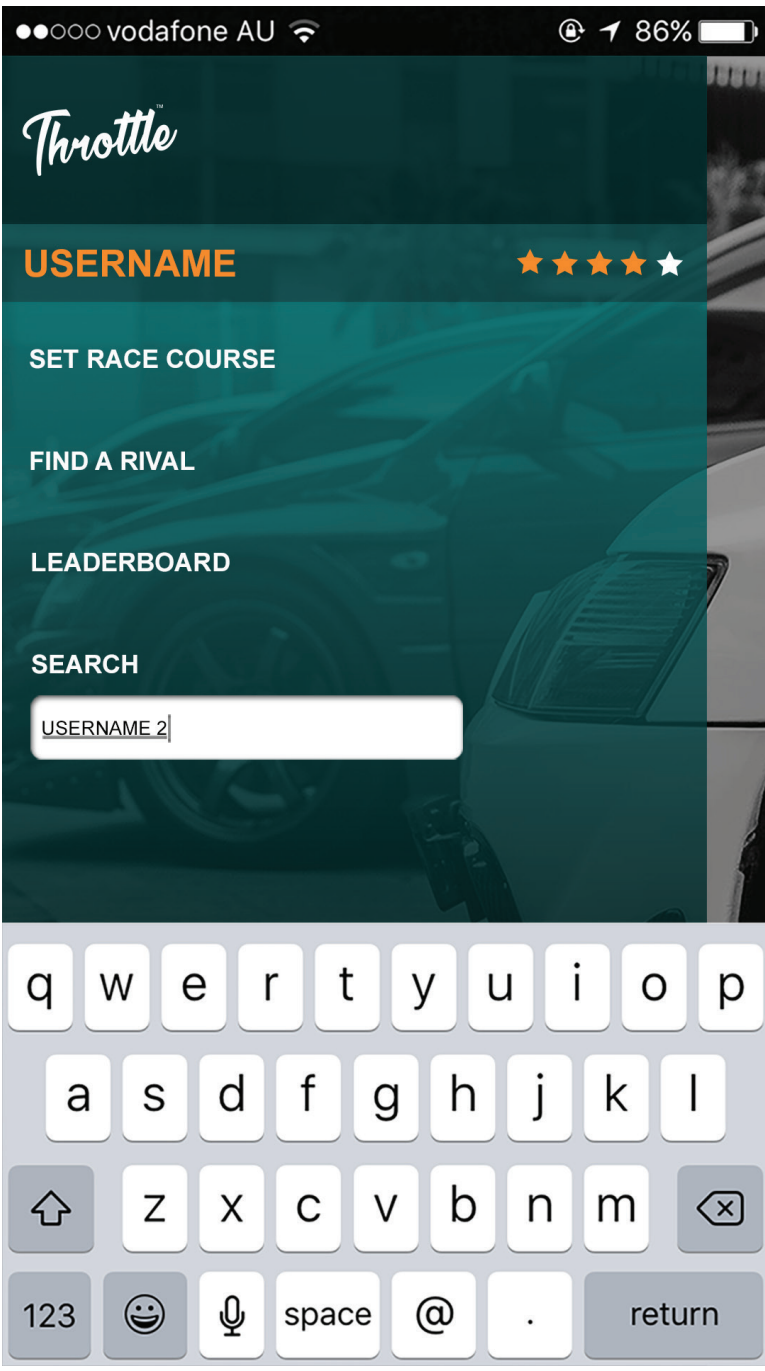 vodafone AU 86%
Throttle™
USERNAME
SET RACE COURSE
FIND A RIVAL
LEADERBOARD
SEARCH
USERNAME 2
q w e r t y u i o p
a s d f g h j k l
z x c v b n m
123 space @ . return